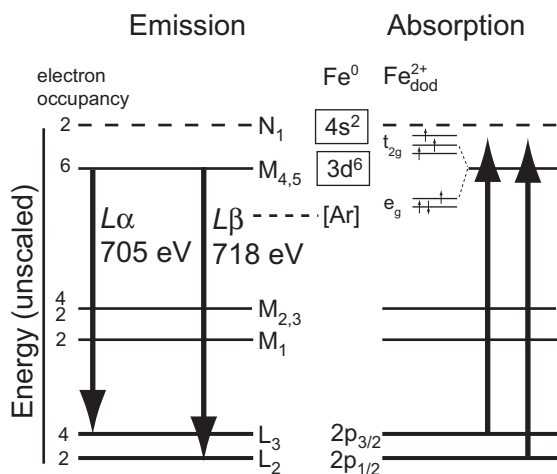 Emission
Absorption
electron
occupancy
Fe⁰
Fe²⁺dod
2
N₁
4s²
6
M₄,₅
3d⁶
t₂g
e_g
Lα
705 eV
Lβ
718 eV
[Ar]
4
2
M₂,₃
2
M₁
4
L₃
2p₃/₂
2
L₂
2p₁/₂
Energy (unscaled)